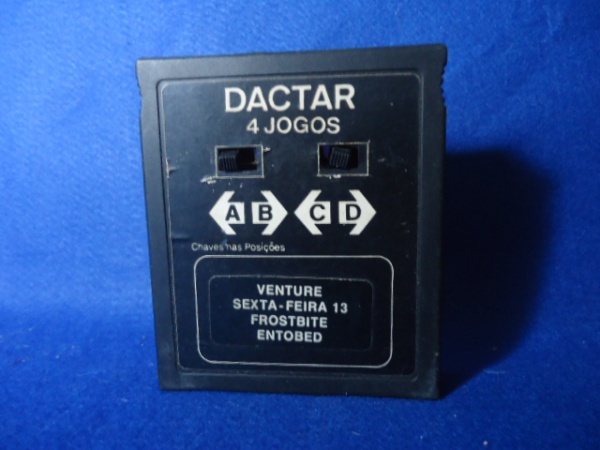 DACTAR
4 JOGOS
A B C D
Chaves nas Posições
VENTURE
SEXTA-FEIRA 13
FROSTBITE
ENTOBED